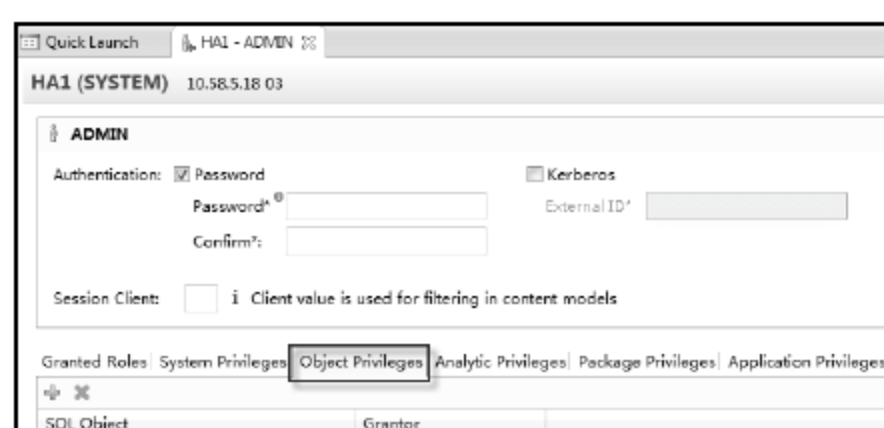 Quick Launch HA1 - ADMIN
HA1 (SYSTEM) 10.58.5.18 03
ADMIN
Authentication: Password Kerberos
Password* External ID*
Confirm*:
Session Client: i Client value is used for filtering in content models
Granted Roles System Privileges Object Privileges Analytic Privileges Package Privileges Application Privileges
SQL Object Grantor